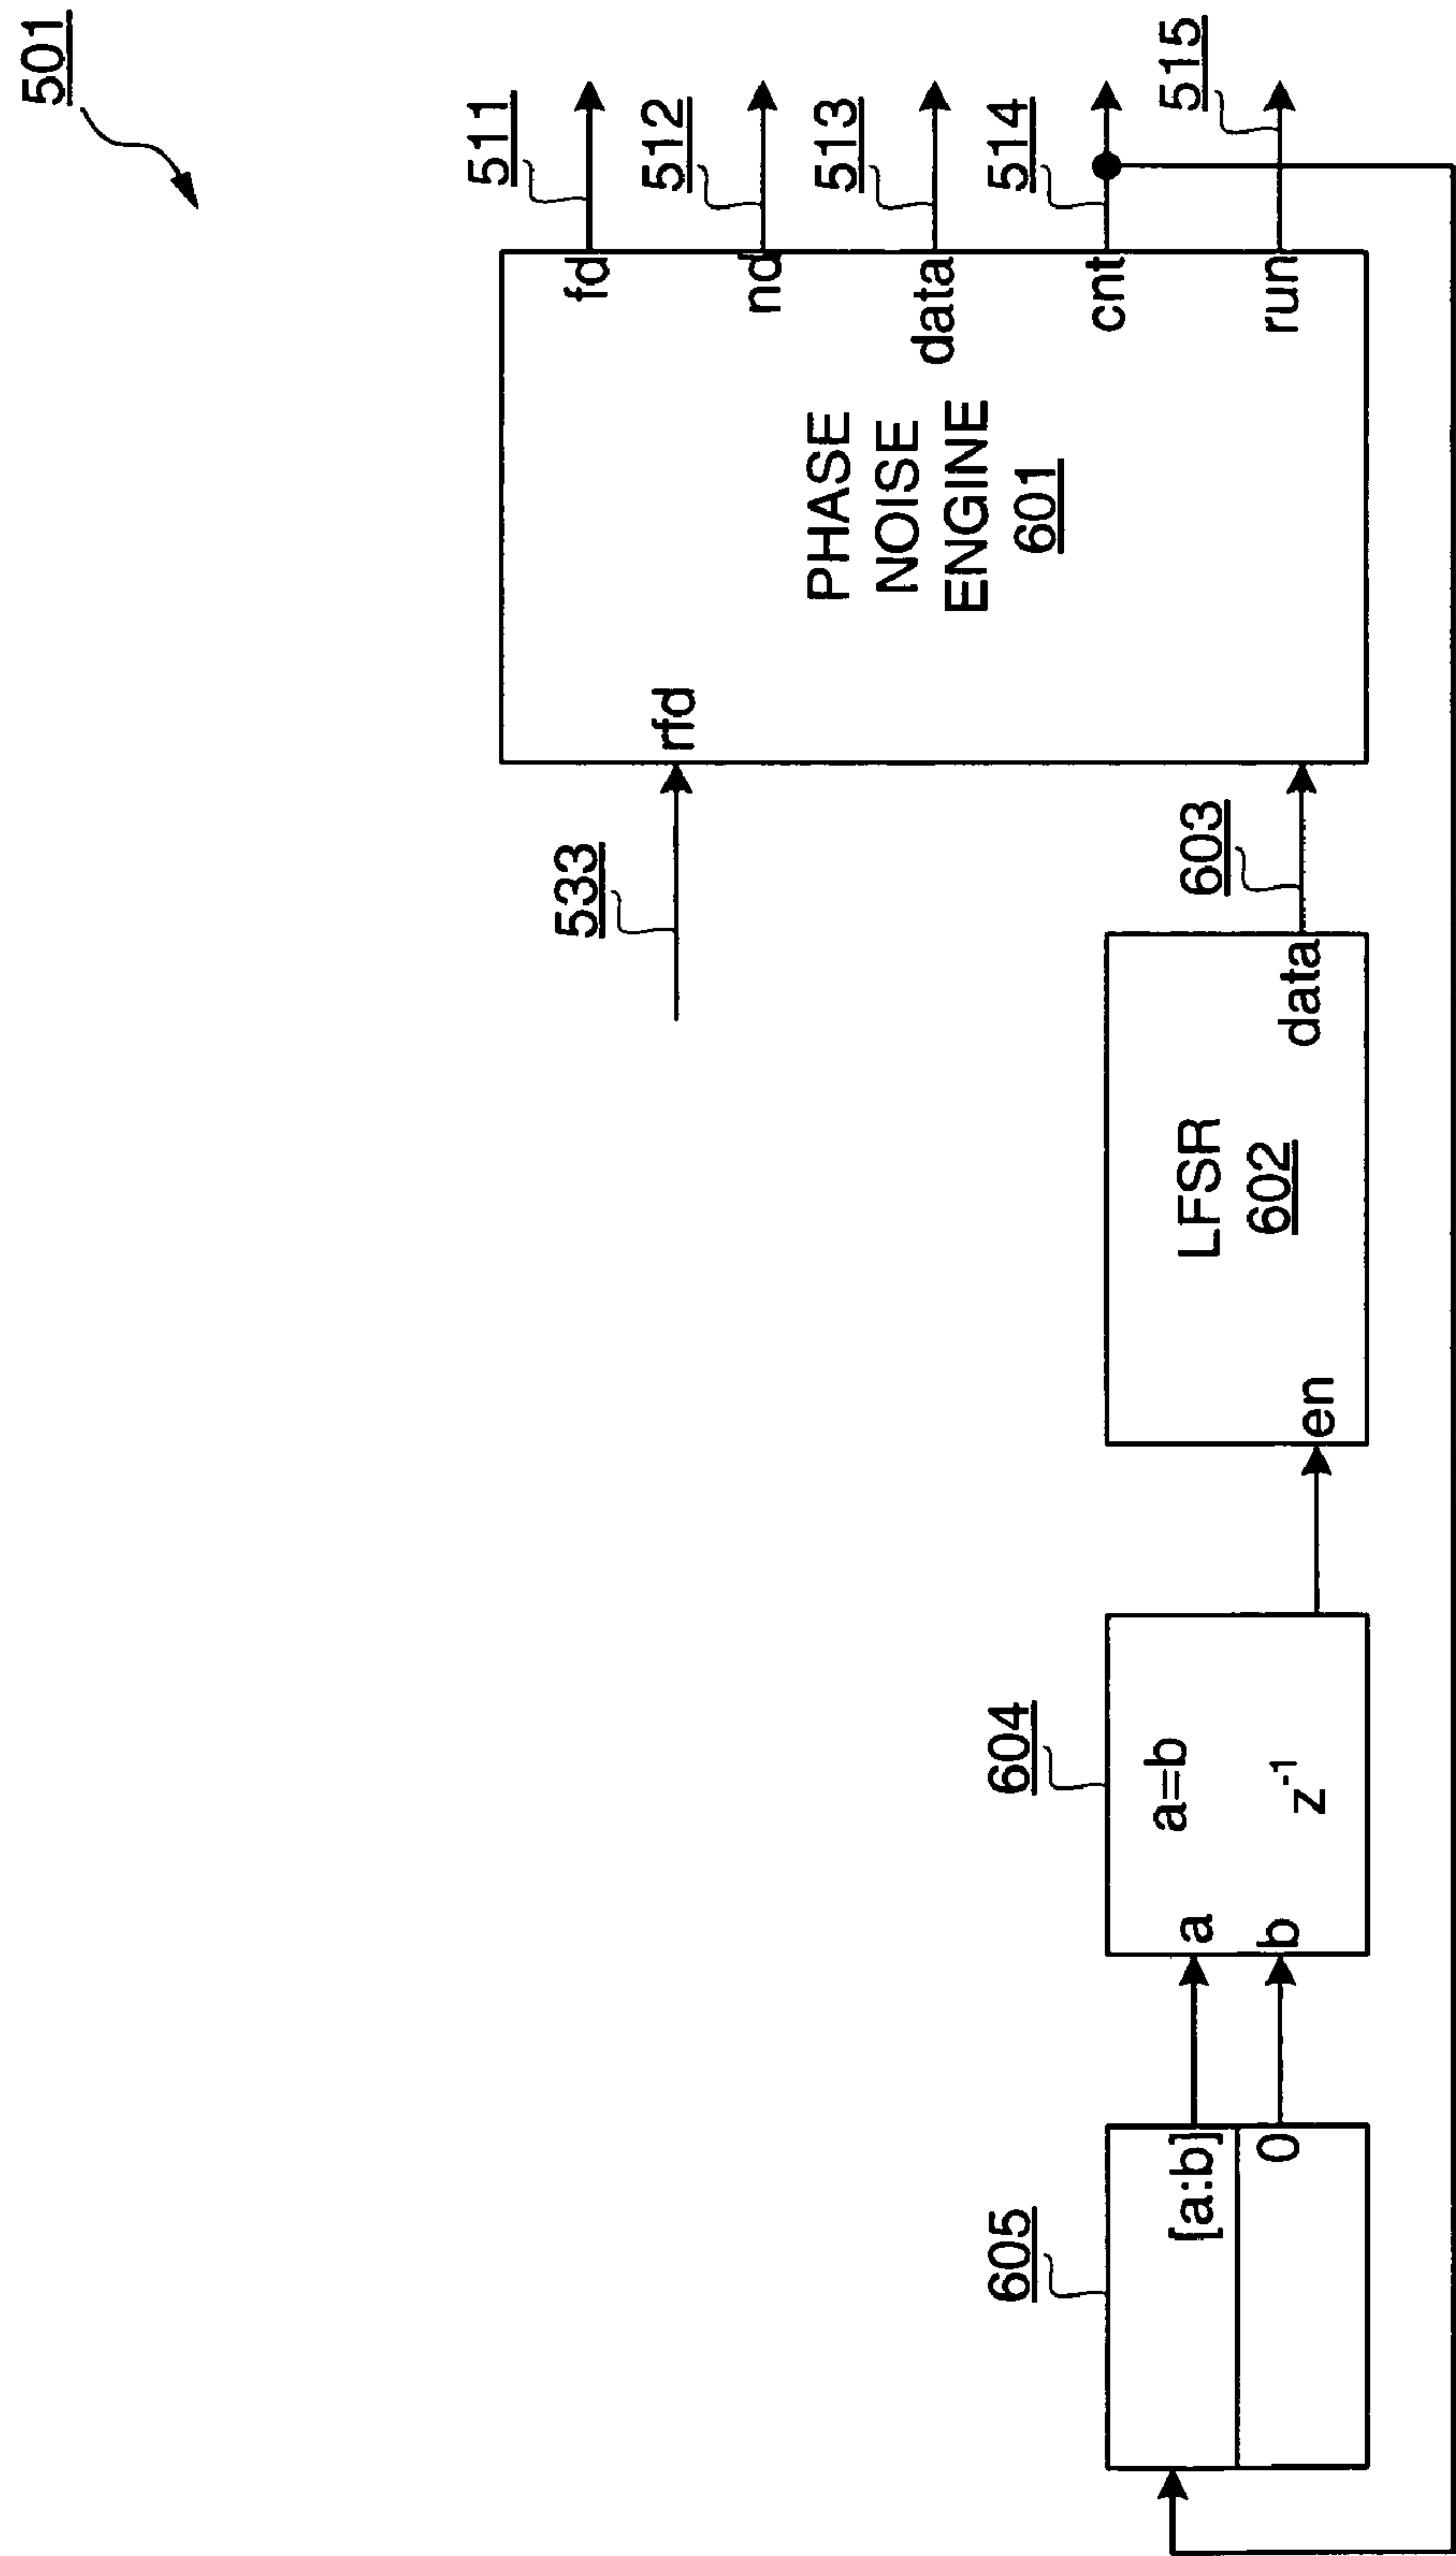 501
511
512
513
514
515
fd
nd
data
cnt
run
PHASE
NOISE
ENGINE
601
rfd
533
603
data
LFSR
602
en
604
a=b
z⁻¹
a
b
605
[a:b]
0